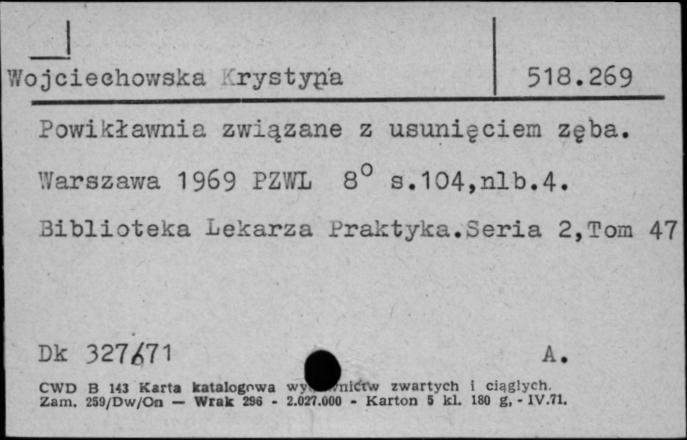 Wojciechowska Krystyna 518.269
Powikławnia związane z usunięciem zęba.
Warszawa 1969 PZWL 8° s.104,nlb.4.
Biblioteka Lekarza Praktyka.Seria 2,Tom 47
Dk 327/71 A.
CWD B 143 Karta katalogowa zwartych i ciągłych.
Zam. 259/Dw/On — Wrak 296 - 2.027.000 - Karton 5 kl. 180 g, - IV.71.